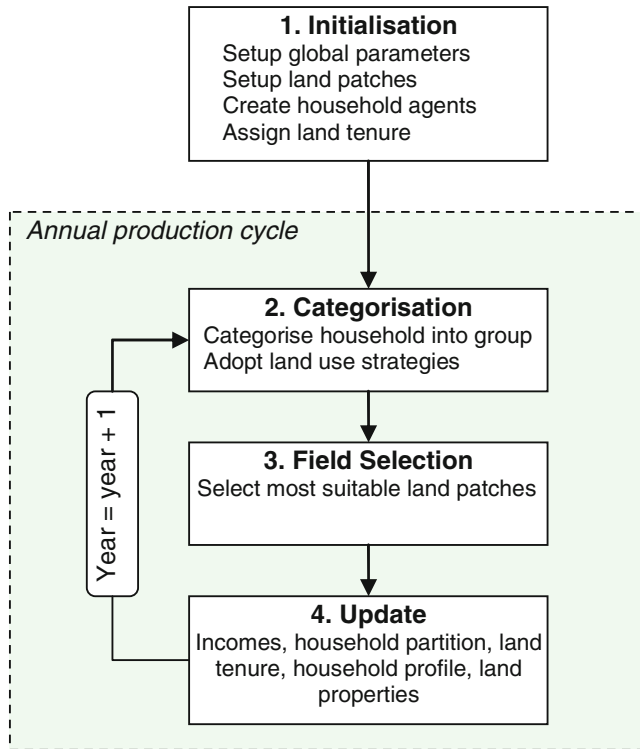 1. Initialisation
Setup global parameters
Setup land patches
Create household agents
Assign land tenure
Annual production cycle
2. Categorisation
Categorise household into group
Adopt land use strategies
Year = year + 1
3. Field Selection
Select most suitable land patches
4. Update
Incomes, household partition, land
tenure, household profile, land
properties